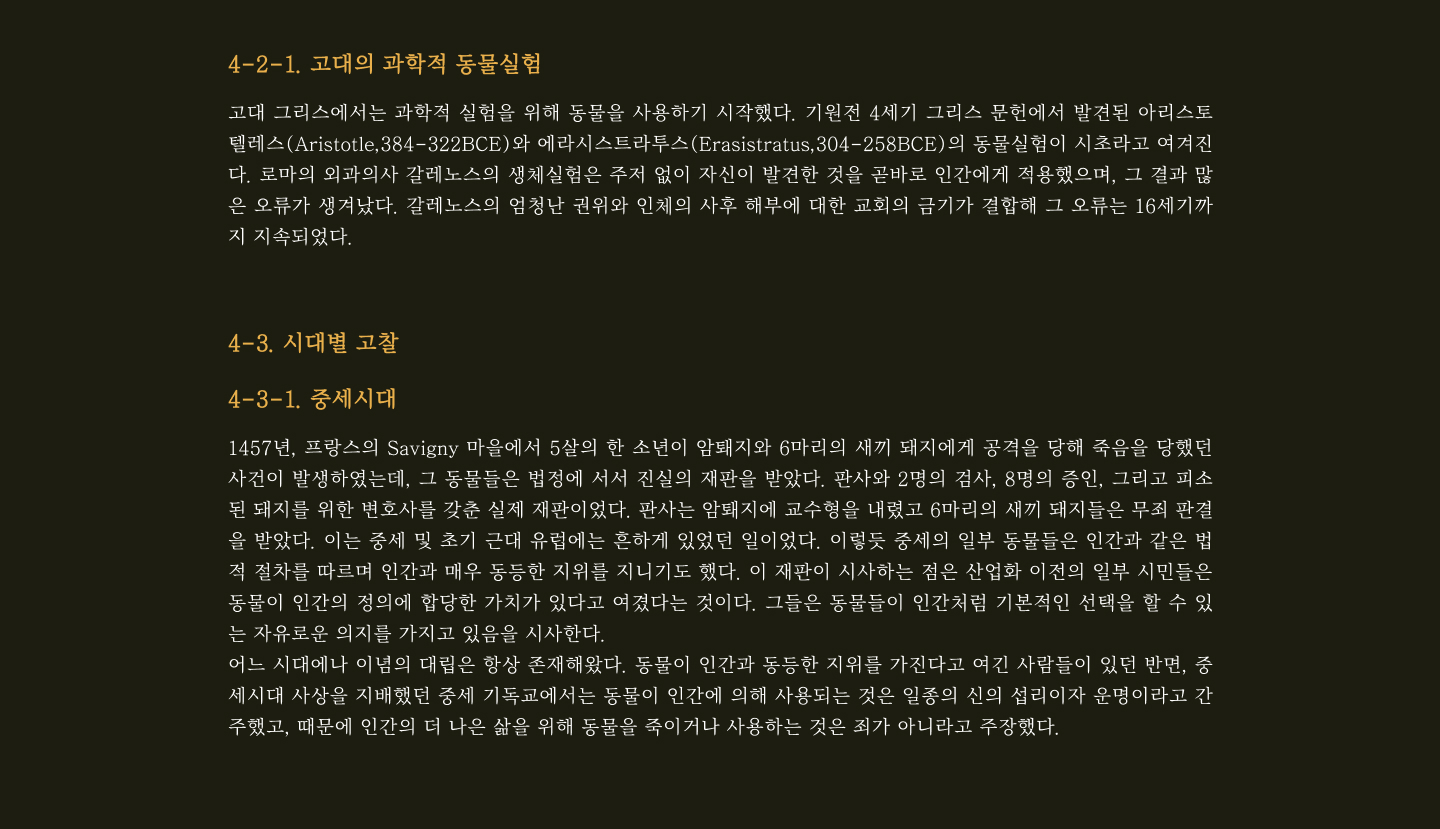 4-2-1. 고대의 과학적 동물실험
고대 그리스에서는 과학적 실험을 위해 동물을 사용하기 시작했다. 기원전 4세기 그리스 문헌에서 발견된 아리스토
텔레스(Aristotle,384-322BCE)와 에라시스트라투스(Erasistratus,304-258BCE)의 동물실험이 시초라고 여겨진
다. 로마의 외과의사 갈레노스의 생체실험은 주저 없이 자신이 발견한 것을 곧바로 인간에게 적용했으며, 그 결과 많
은 오류가 생겨났다. 갈레노스의 엄청난 권위와 인체의 사후 해부에 대한 교회의 금기가 결합해 그 오류는 16세기까
지 지속되었다.
4-3. 시대별 고찰
4-3-1. 중세시대
1457년, 프랑스의 Savigny 마을에서 5살의 한 소년이 암퇘지와 6마리의 새끼 돼지에게 공격을 당해 죽음을 당했던
사건이 발생하였는데, 그 동물들은 법정에 서서 진실의 재판을 받았다. 판사와 2명의 검사, 8명의 증인, 그리고 피소
된 돼지를 위한 변호사를 갖춘 실제 재판이었다. 판사는 암퇘지에 교수형을 내렸고 6마리의 새끼 돼지들은 무죄 판결
을 받았다. 이는 중세 및 초기 근대 유럽에는 흔하게 있었던 일이었다. 이렇듯 중세의 일부 동물들은 인간과 같은 법
적 절차를 따르며 인간과 매우 동등한 지위를 지니기도 했다. 이 재판이 시사하는 점은 산업화 이전의 일부 시민들은
동물이 인간의 정의에 합당한 가치가 있다고 여겼다는 것이다. 그들은 동물들이 인간처럼 기본적인 선택을 할 수 있
는 자유로운 의지를 가지고 있음을 시사한다.
어느 시대에나 이념의 대립은 항상 존재해왔다. 동물이 인간과 동등한 지위를 가진다고 여긴 사람들이 있던 반면, 중
세시대 사상을 지배했던 중세 기독교에서는 동물이 인간에 의해 사용되는 것은 일종의 신의 섭리이자 운명이라고 간
주했고, 때문에 인간의 더 나은 삶을 위해 동물을 죽이거나 사용하는 것은 죄가 아니라고 주장했다.